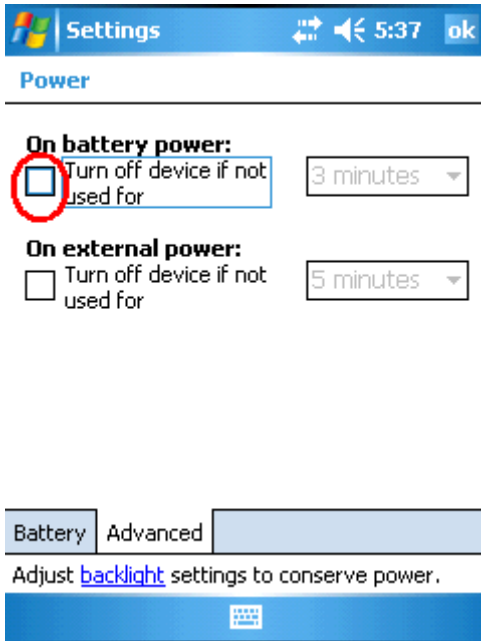 Settings 5:37 ok
Power
On battery power:
Turn off device if not 3 minutes
used for
On external power:
Turn off device if not 5 minutes
used for
Battery Advanced
Adjust backlight settings to conserve power.